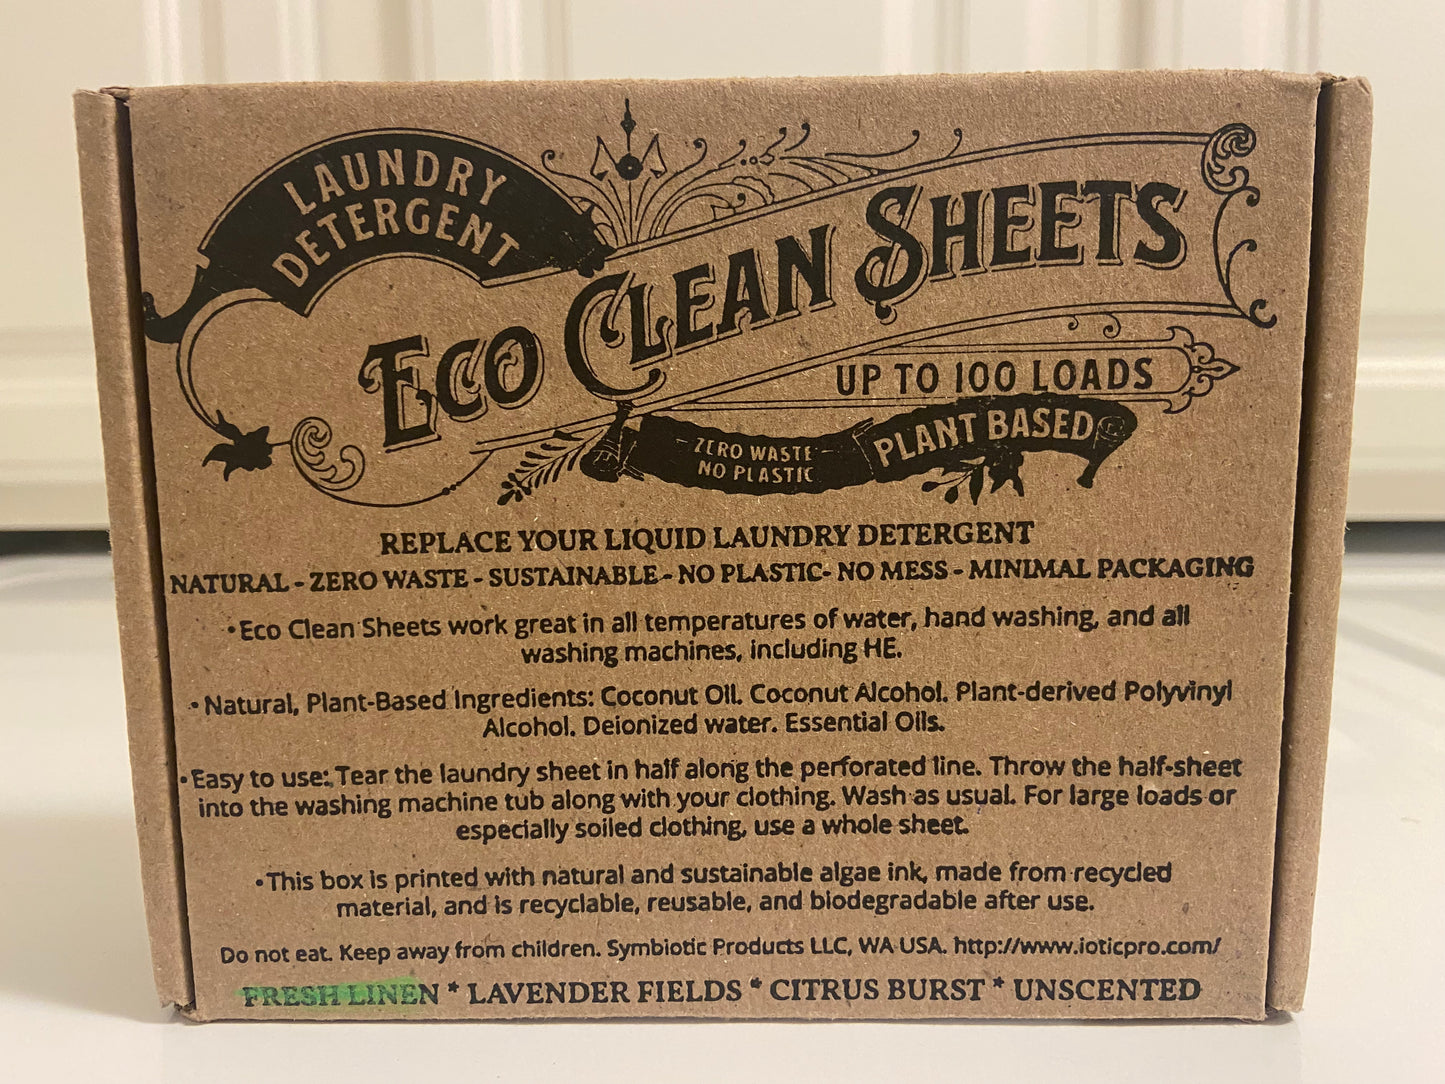 LAUNDRY
DETERGENT
ECO CLEAN SHEETS
UP TO 100 LOADS
ZERO WASTE
NO PLASTIC
PLANT BASED
REPLACE YOUR LIQUID LAUNDRY DETERGENT
NATURAL - ZERO WASTE - SUSTAINABLE - NO PLASTIC- NO MESS - MINIMAL PACKAGING
•Eco Clean Sheets work great in all temperatures of water, hand washing, and all
washing machines, including HE.
• Natural, Plant-Based Ingredients: Coconut Oil. Coconut Alcohol. Plant-derived Polyvinyl
Alcohol. Deionized water. Essential Oils.
•Easy to use: Tear the laundry sheet in half along the perforated line. Throw the half-sheet
into the washing machine tub along with your clothing. Wash as usual. For large loads or
especially soiled clothing, use a whole sheet.
•This box is printed with natural and sustainable algae ink, made from recycled
material, and is recyclable, reusable, and biodegradable after use.
Do not eat. Keep away from children. Symbiotic Products LLC, WA USA. http://www.ioticpro.com/
FRESH LINEN * LAVENDER FIELDS * CITRUS BURST * UNSCENTED